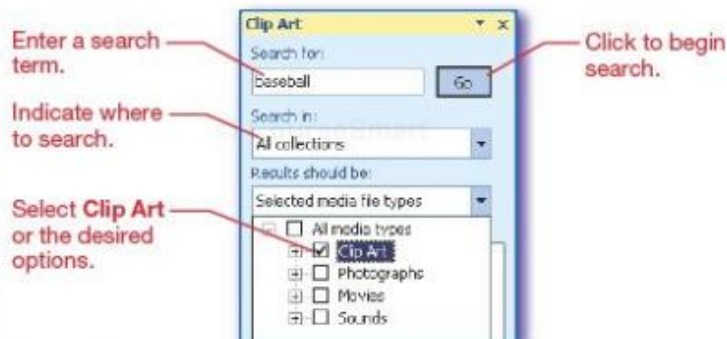 Clip Art
Search for:
baseball
Go
Search in:
All collections
Results should be:
Selected media file types
All media types
Clip Art
Photographs
Movies
Sounds
Enter a search
term.
Indicate where
to search.
Select Clip Art
or the desired
options.
Click to begin
search.